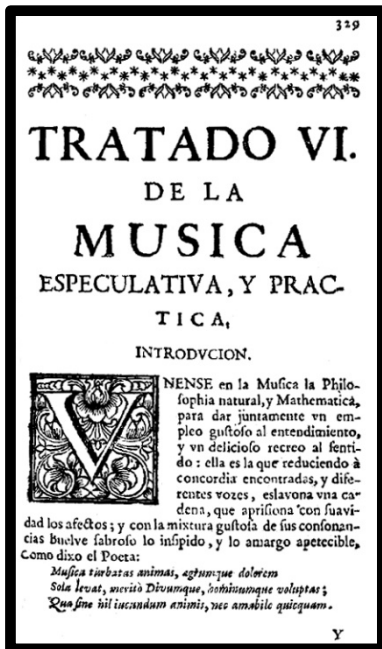 329
TRATADO VI.
DE LA
MUSICA
ESPECULATIVA, Y PRAC-
TICA,
INTRODVCION.
VNENSE en la Muſica la Philo-
ſophia natural, y Mathematica,
para dar juntamente vn em-
pleo guſtoſo al entendimiento,
y vn delicioſo recreo al ſenti-
do : ella es la que reduciendo à
concordia encontradas, y dife-
rentes vozes, eslavona vna ca-
dena, que apriſiona con ſuavi-
dad los afectos; y con la mixtura guſtoſa de ſus conſonan-
cias buelve ſabroſo lo inſipido, y lo amargo apetecible,
Como dixo el Poeta:
Muſica turbatas animas, agrumque dolorem
Sola levat, meritò Divumque, hominumque voluptas;
Qua ſine nil iucundum animis, nec amabile quicquam.
Y